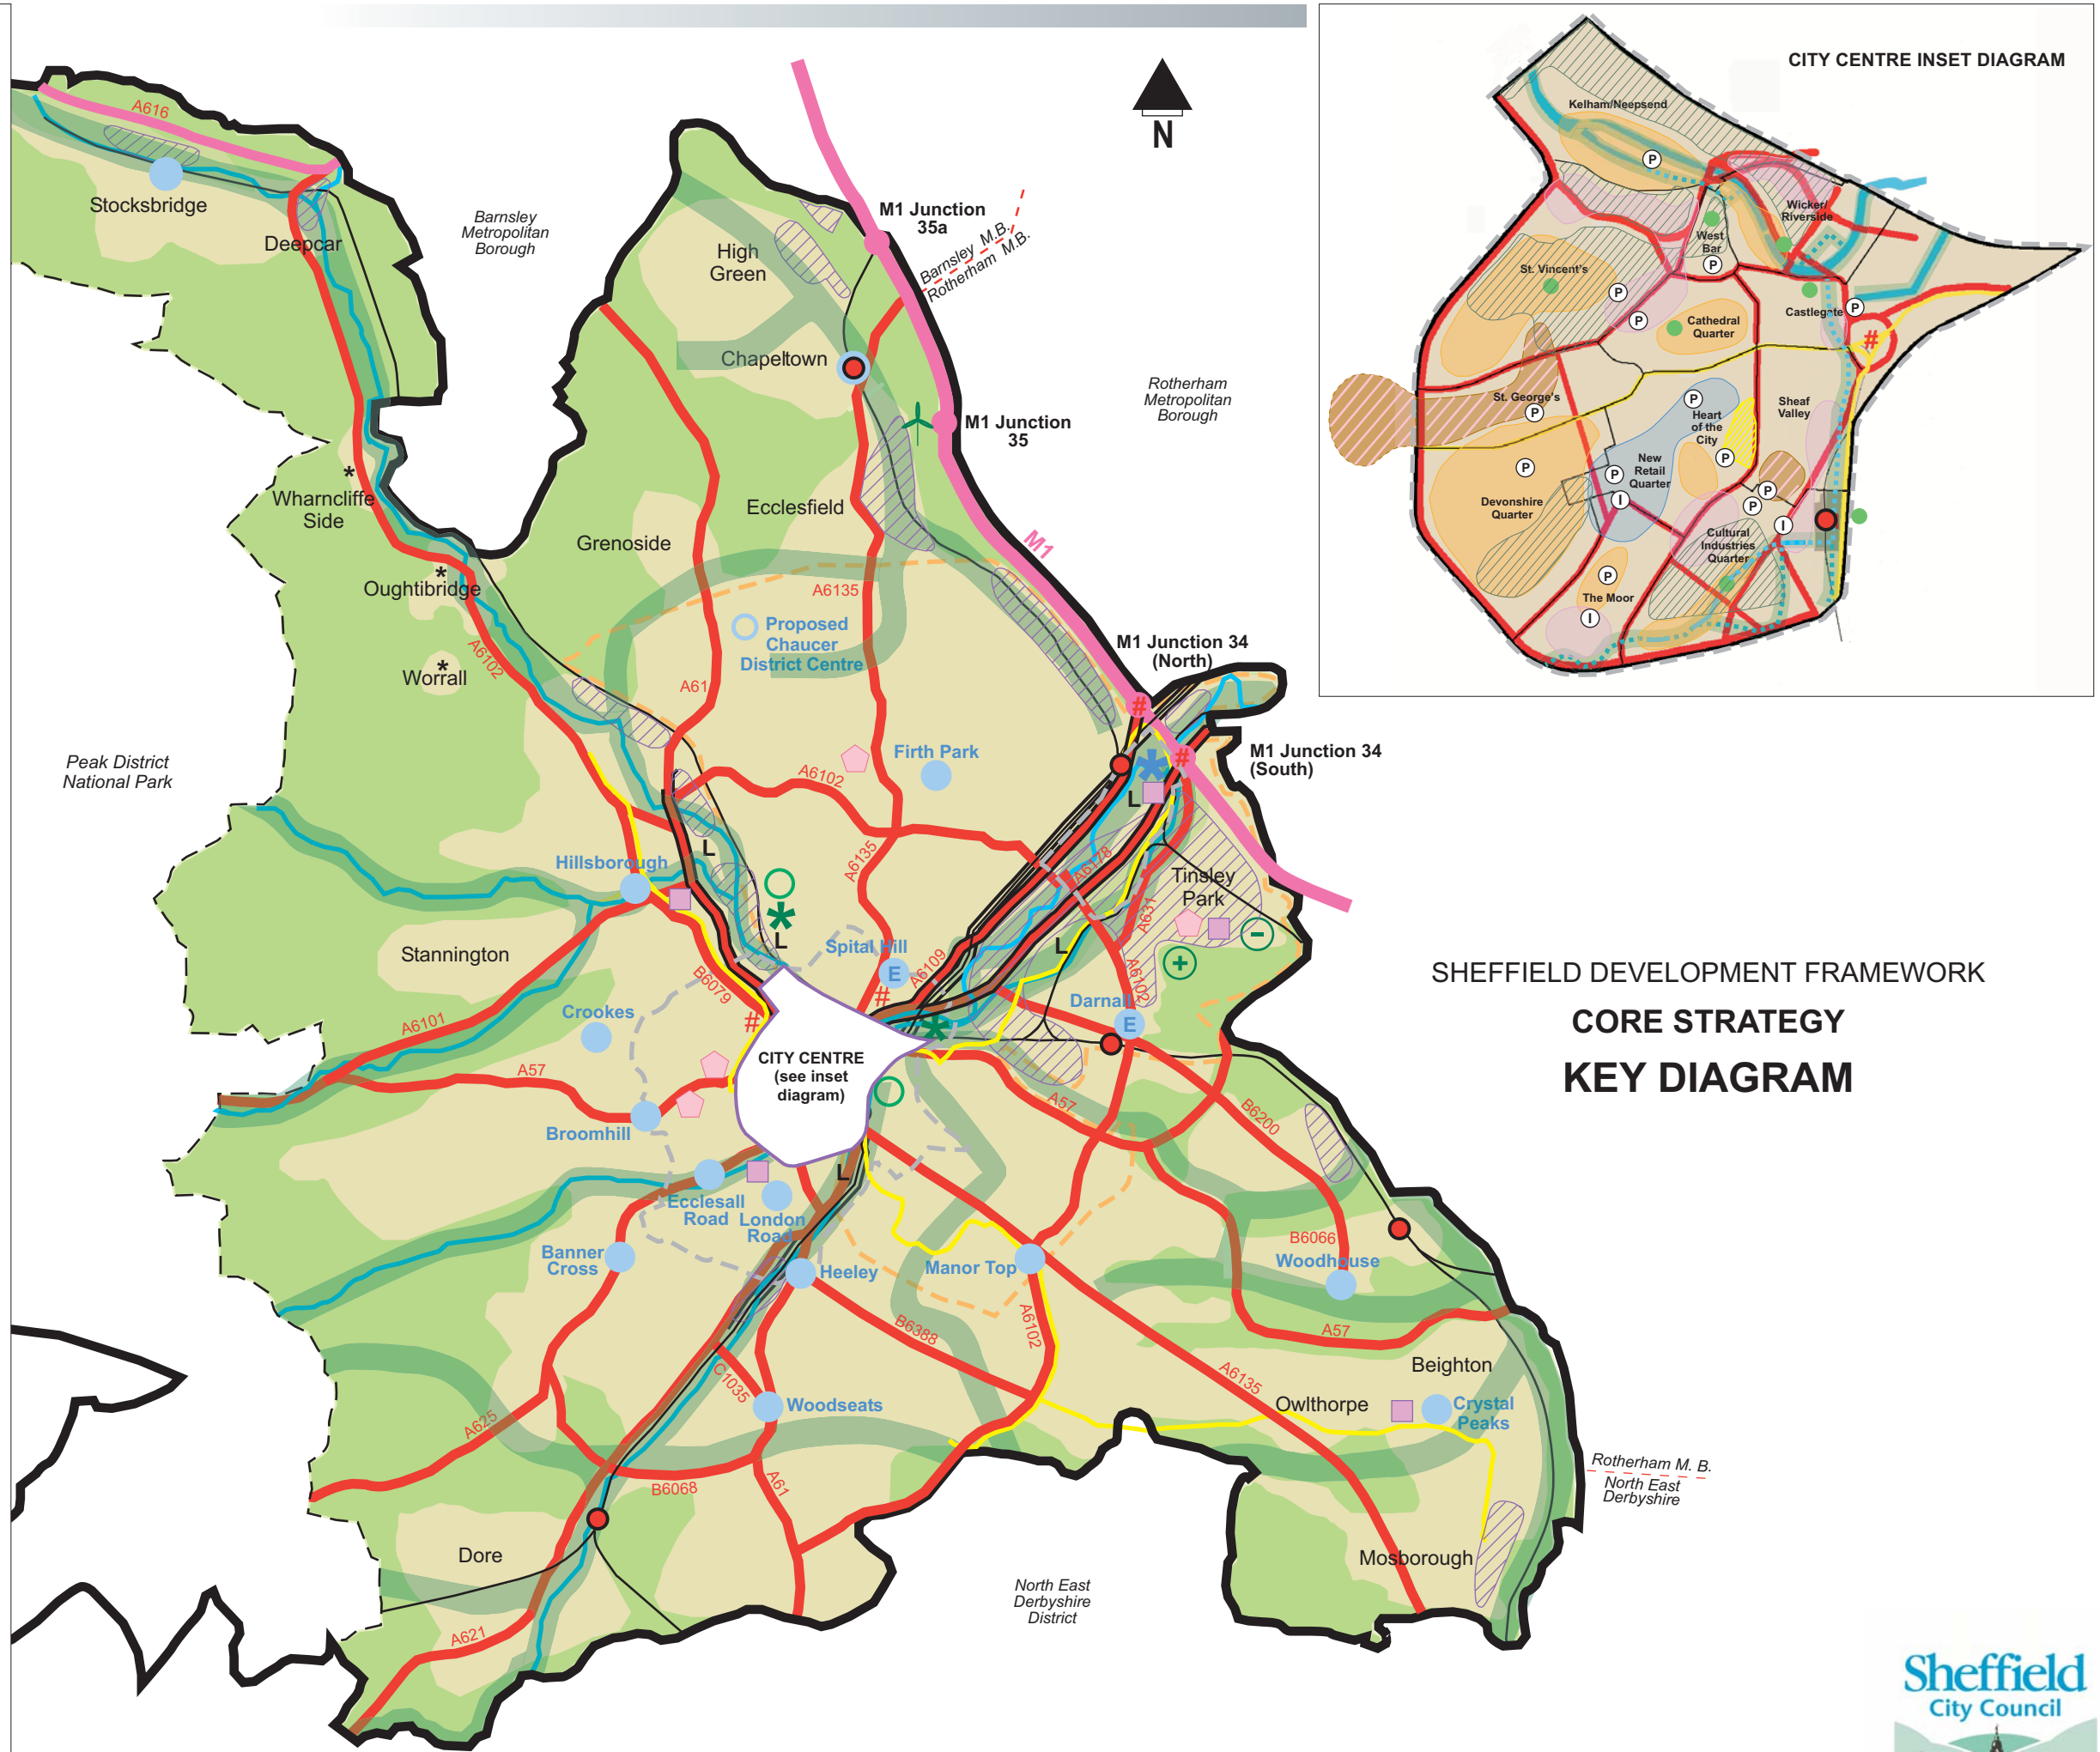 CITY CENTRE INSET DIAGRAM
Kelham/Neepsend
P
Wicker/
Riverside
West
Bar
P
St. Vincent's
P
P
Cathedral
Quarter
Castlegate
P
#
St. George's
P
P
Heart
of the
City
P
Sheaf
Valley
New
Retail
Quarter
P
I
P
Devonshire
Quarter
P
P
I
Cultural
Industries
Quarter
P
The Moor
I
N
A616
Stocksbridge
Deepcar
Barnsley
Metropolitan
Borough
High
Green
M1 Junction
35a
Barnsley M.B.
Rotherham M.B.
Chapeltown
Rotherham
Metropolitan
Borough
M1 Junction
35
*
Wharncliffe
Side
Ecclesfield
Grenoside
M1
*
Oughtibridge
A6135
Proposed
Chaucer
District Centre
A6102
*
Worrall
A61
M1 Junction 34
(North)
#
Peak District
National Park
Firth Park
M1 Junction 34
(South)
#
*
A6102
L
L
L
Hillsborough
A6135
A6178
Tinsley
Park
A631
*
L
L
Stannington
Spital Hill
E
A6109
B6079
#
#
A6102
+
-
Crookes
Darnall
E
*
A6101
A57
CITY CENTRE
(see inset
diagram)
A57
B6200
Broomhill
L
Ecclesall
Road
London
Road
Banner
Cross
Heeley
Manor Top
B6066
Woodhouse
B6388
A6102
A57
C1035
A6135
Beighton
Woodseats
Owlthorpe
Crystal
Peaks
A625
B6068
A61
Rotherham M. B.
North East
Derbyshire
Dore
Mosborough
North East
Derbyshire
District
A621
SHEFFIELD DEVELOPMENT FRAMEWORK
CORE STRATEGY
KEY DIAGRAM
Sheffield
City Council